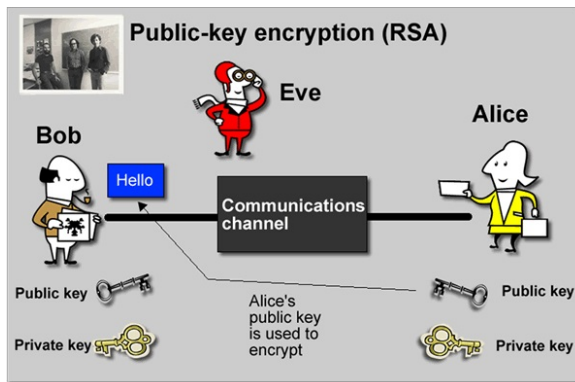 Public-key encryption (RSA)
Eve
Bob
Alice
Hello
Communications
channel
Public key
Private key
Alice's
public key
is used to
encrypt
Public key
Private key